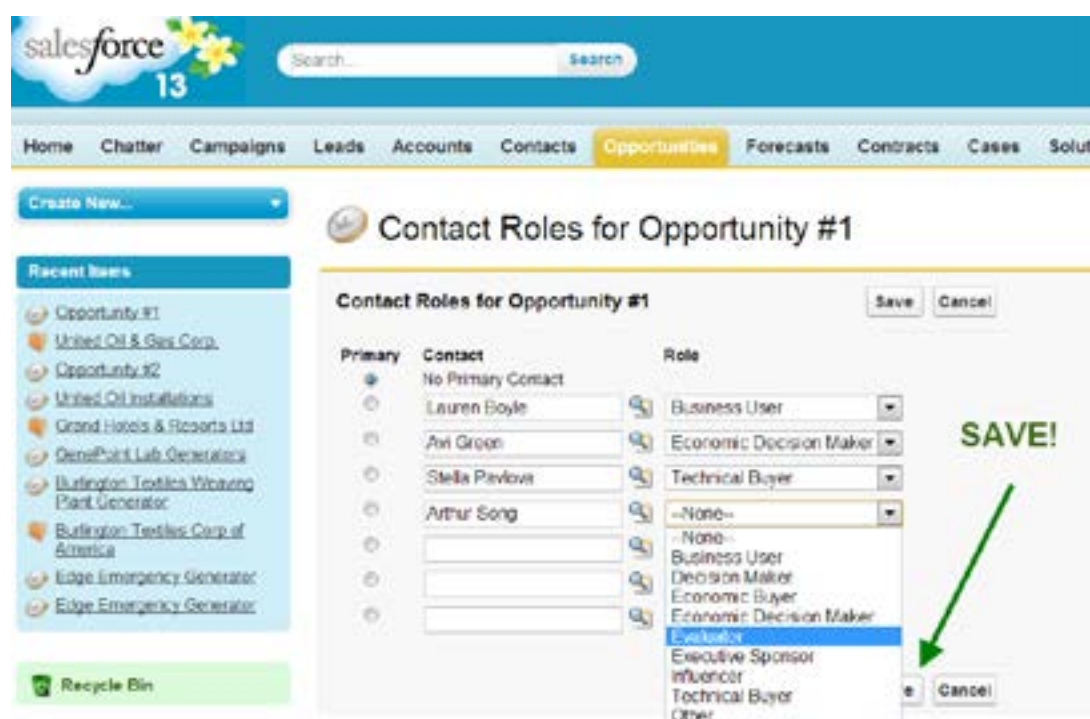 salesforce
13
Search...
Search
Home Chatter Campaigns Leads Accounts Contacts Opportunities Forecasts Contracts Cases Solut
Create New...
Recent Items
Opportunity #1
United Oil & Gas Corp.
Opportunity #2
United Oil Installations
Grand Hotels & Resorts Ltd
GenePoint Lab Generators
Burlington Textiles Weaving
Plant Generator
Burlington Textiles Corp of
America
Edge Emergency Generator
Edge Emergency Generator
Recycle Bin
Contact Roles for Opportunity #1
Contact Roles for Opportunity #1
Save Cancel
Primary Contact Role
No Primary Contact
Lauren Boyle Business User
Avi Green Economic Decision Maker
Stella Pavlova Technical Buyer
Arthur Song --None--
--None--
Business User
Decision Maker
Economic Buyer
Economic Decision Maker
Evaluator
Executive Sponsor
Influencer
Technical Buyer
Other
SAVE!
e Cancel